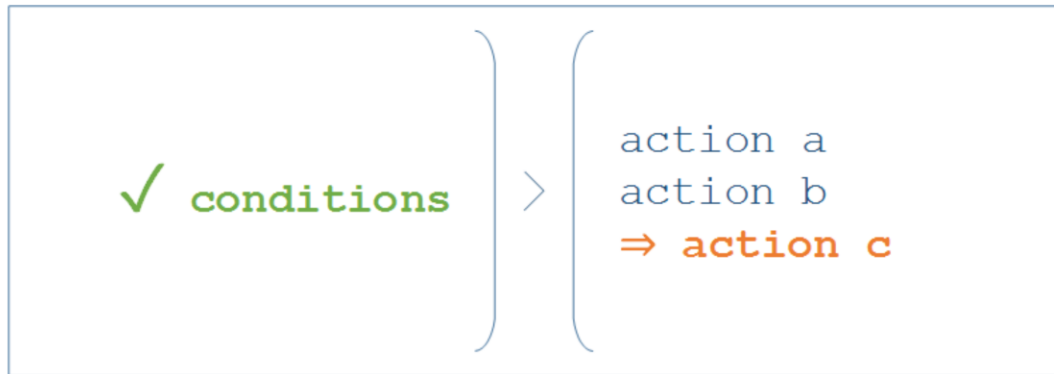 ✓ conditions
>
action a
action b
⇒ action c